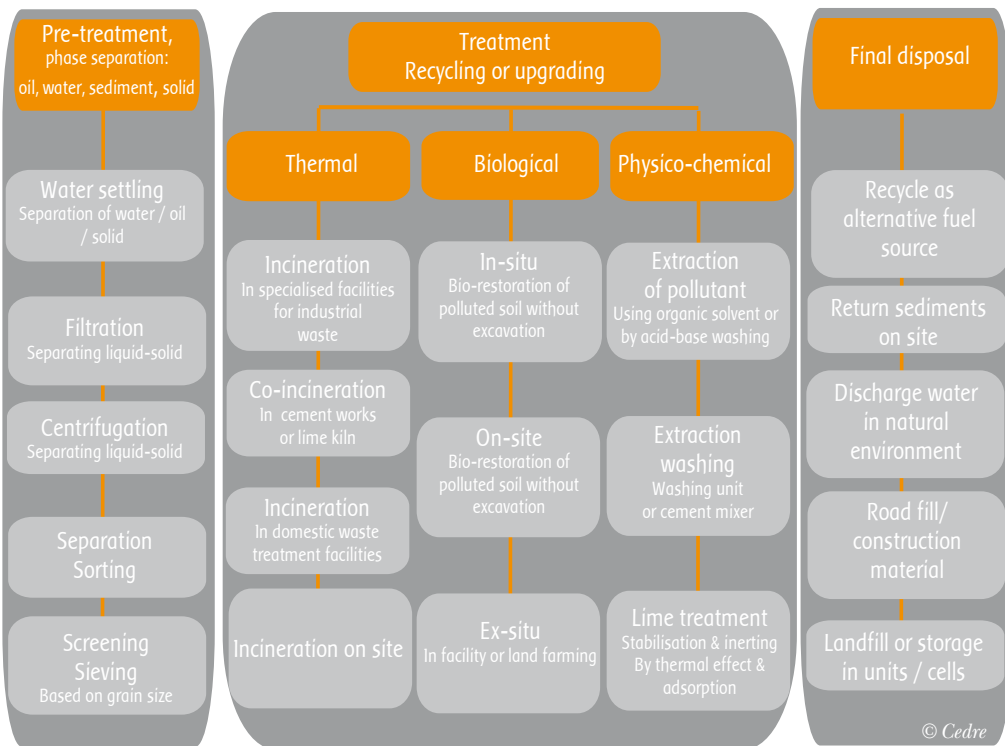 Pre-treatment,
phase separation:
oil, water, sediment, solid
Water settling
Separation of water / oil
/ solid
Filtration
Separating liquid-solid
Centrifugation
Separating liquid-solid
Separation
Sorting
Screening
Sieving
Based on grain size
Treatment
Recycling or upgrading
Thermal
Incineration
In specialised facilities
for industrial
waste
Co-incineration
In cement works
or lime kiln
Incineration
In domestic waste
treatment facilities
Incineration on site
Biological
In-situ
Bio-restoration of
polluted soil without
excavation
On-site
Bio-restoration of
polluted soil without
excavation
Ex-situ
In facility or land farming
Physico-chemical
Extraction
of pollutant
Using organic solvent or
by acid-base washing
Extraction
washing
Washing unit
or cement mixer
Lime treatment
Stabilisation & inerting
By thermal effect &
adsorption
Final disposal
Recycle as
alternative fuel
source
Return sediments
on site
Discharge water
in natural
environment
Road fill/
construction
material
Landfill or storage
in units / cells
© Cedre